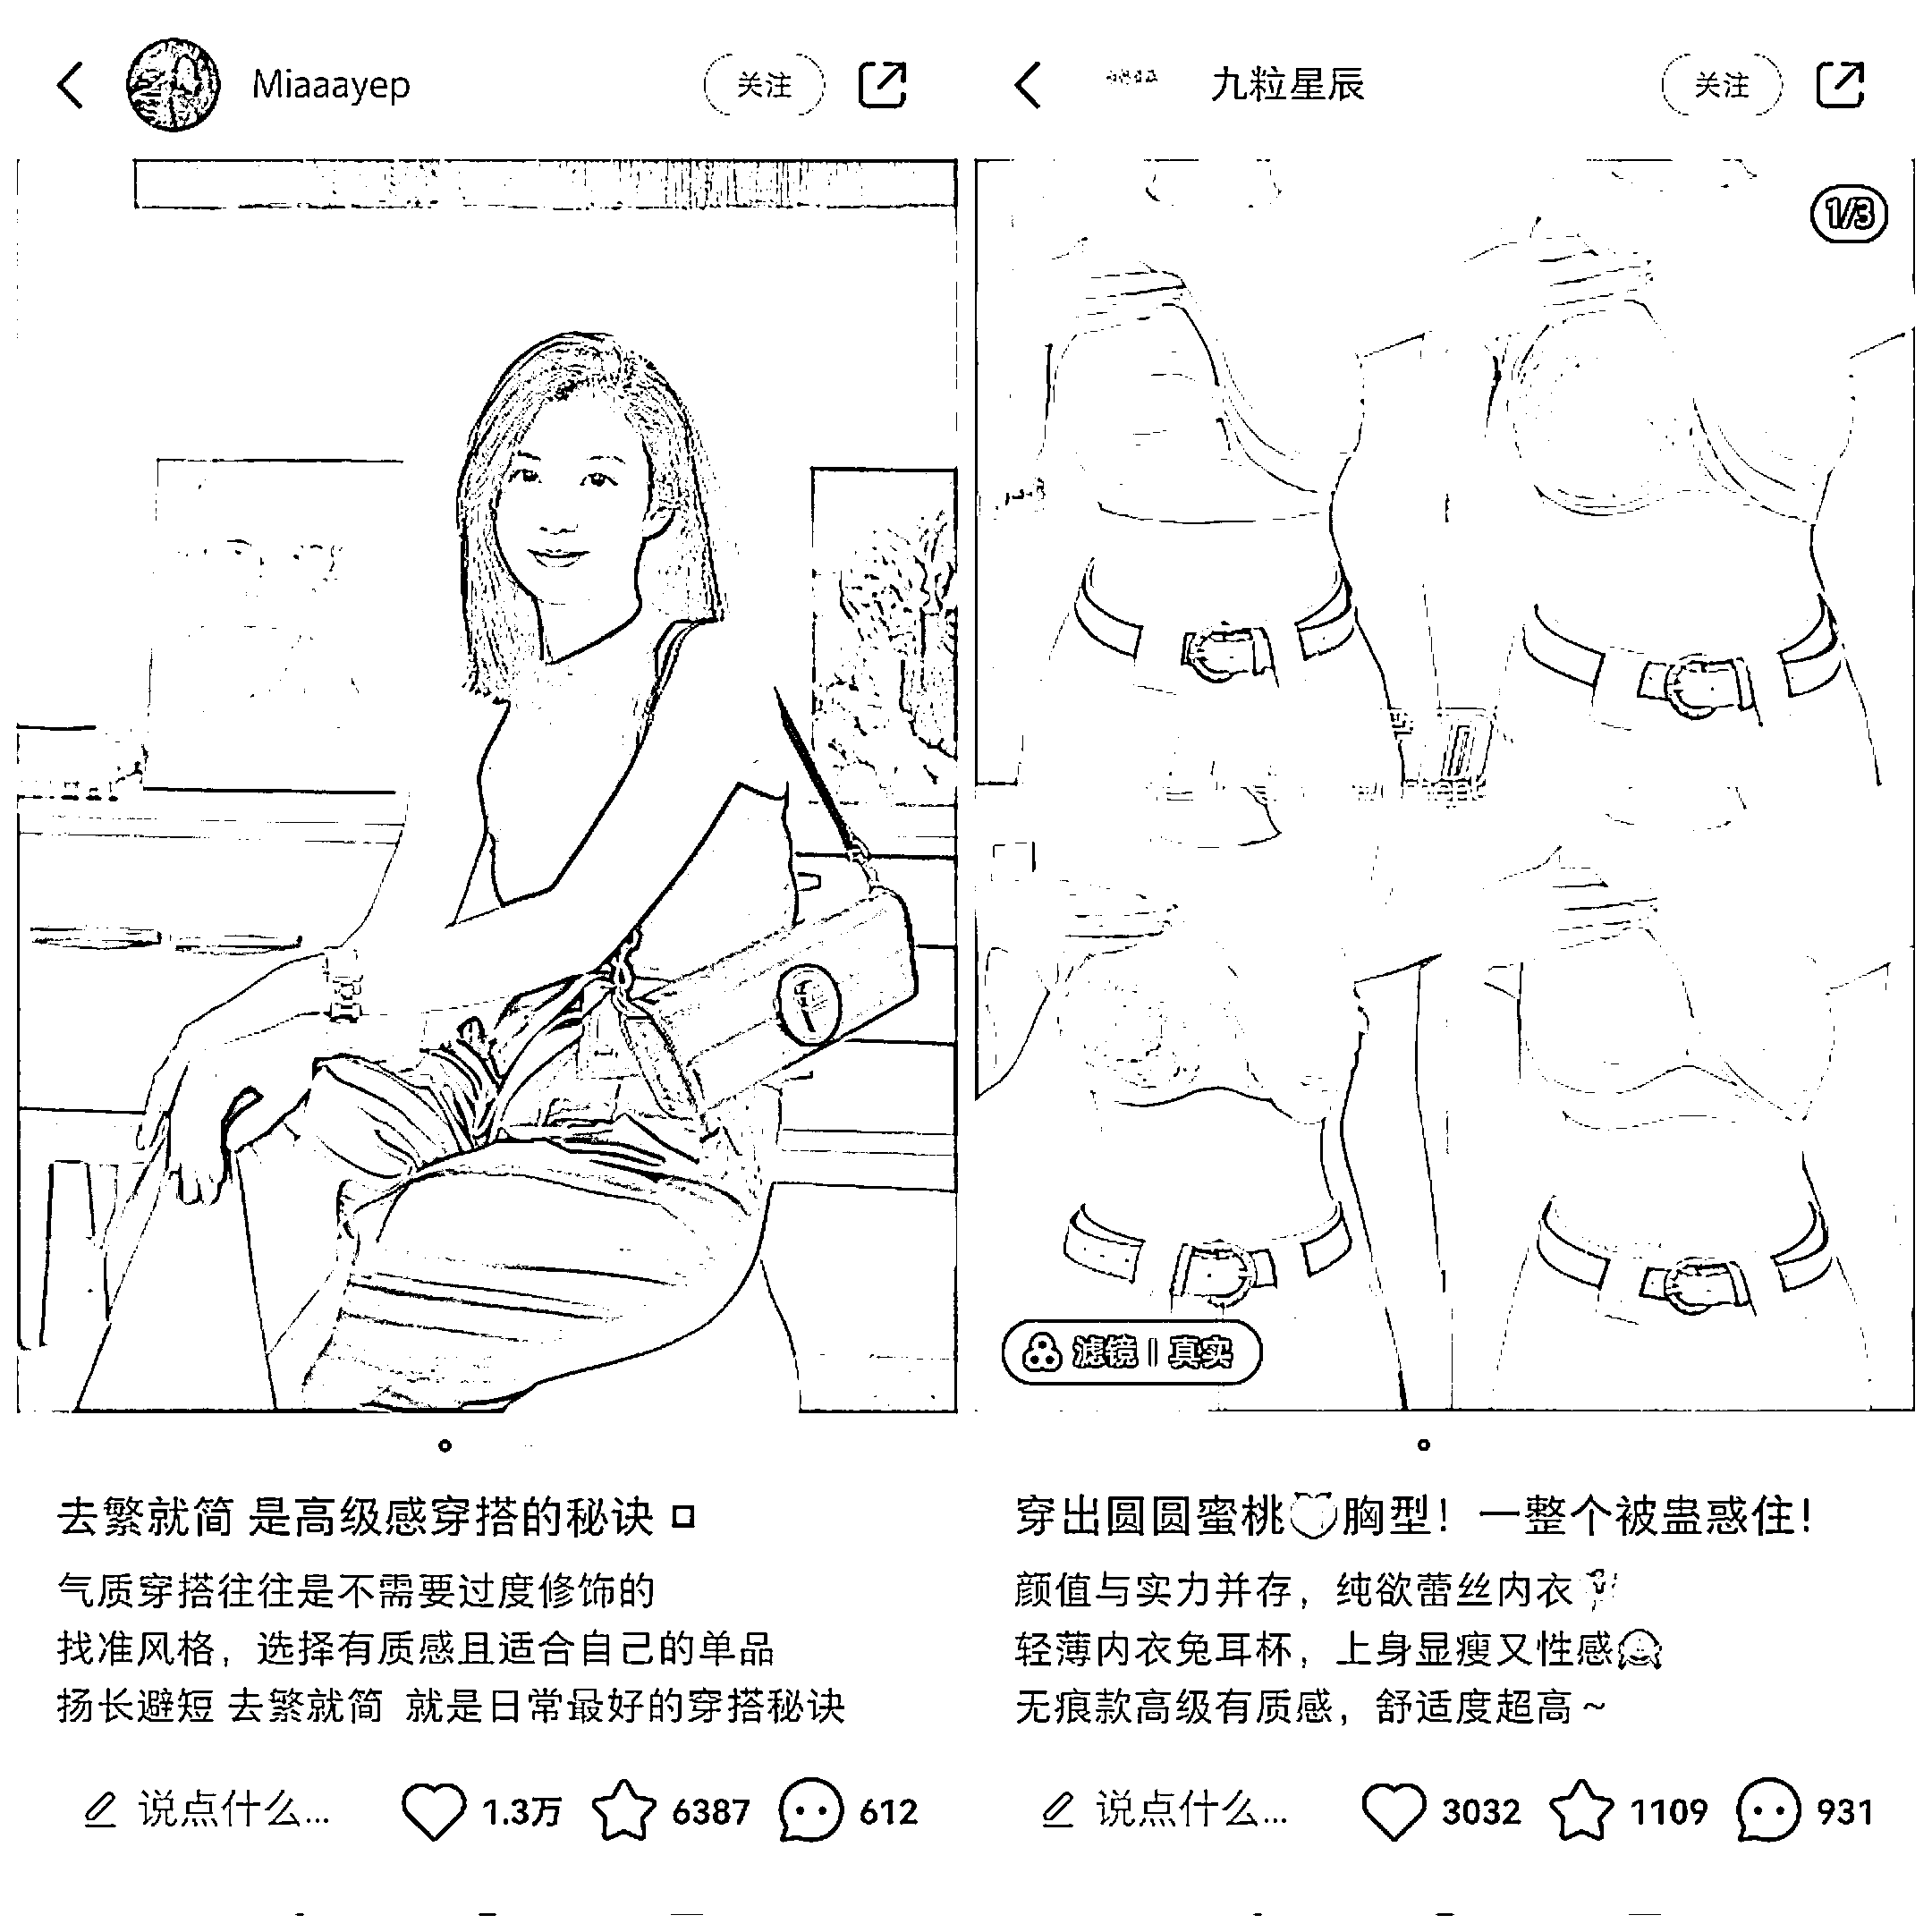 Miaaayep
关注
去繁就简 是高级感穿搭的秘诀
气质穿搭往往是不需要过度修饰的
找准风格，选择有质感且适合自己的单品
扬长避短 去繁就简 就是日常最好的穿搭秘诀
说点什么...
1.3万
6387
612
九粒星辰
关注
1/3
滤镜 | 真实
穿出圆圆蜜桃🍑胸型！一整个被蛊惑住！
颜值与实力并存，纯欲蕾丝内衣
轻薄内衣兔耳杯，上身显瘦又性感
无痕款高级有质感，舒适度超高～
说点什么...
3032
1109
931